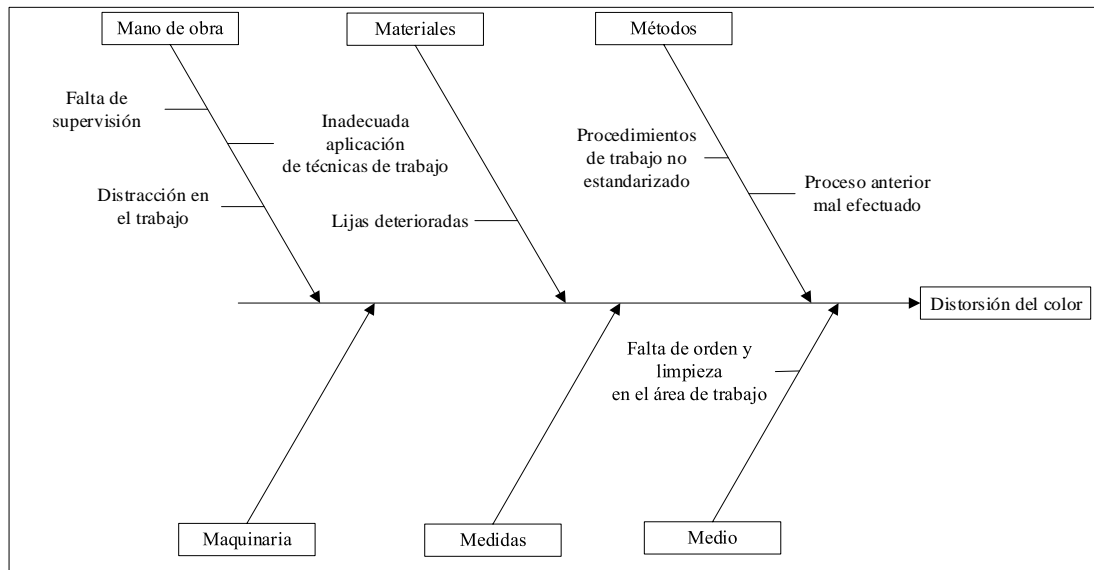 Mano de obra
Materiales
Métodos
Falta de
supervisión
Inadecuada
aplicación
de técnicas de trabajo
Distracción en
el trabajo
Lijas deterioradas
Procedimientos
de trabajo no
estandarizado
Proceso anterior
mal efectuado
Distorsión del color
Falta de orden y
limpieza
en el área de trabajo
Maquinaria
Medidas
Medio